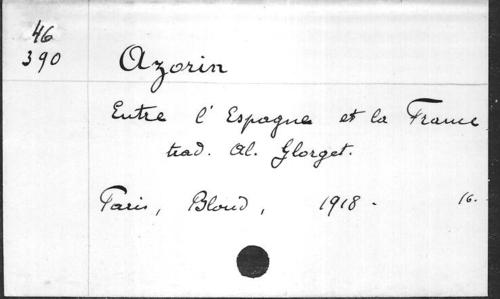 46
390
Azorin
Entre l'Espagne et la France
trad. Al. Glorget.
Paris, Bloud, 1918. 16.